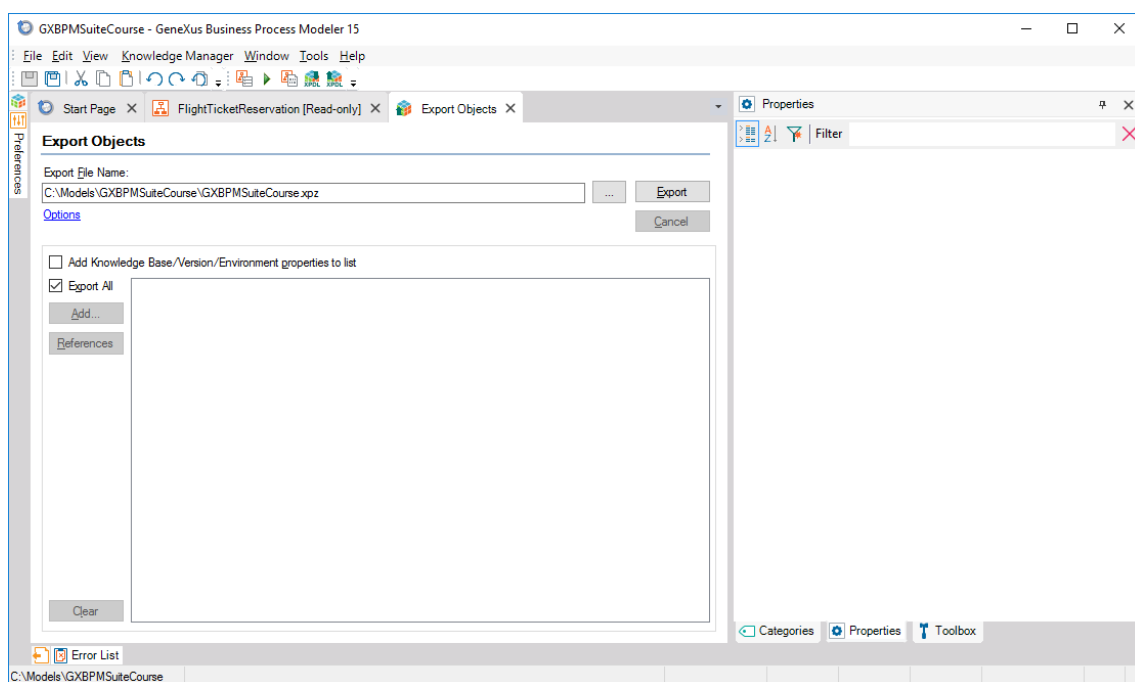 GXBPMSuiteCourse - GeneXus Business Process Modeler 15
File Edit View Knowledge Manager Window Tools Help
Start Page FlightTicketReservation [Read-only] Export Objects
Properties
Preferences
Filter
Export Objects
Export File Name:
C:\Models\GXBPMSuiteCourse\GXBPMSuiteCourse.xpz ... Export
Options
Cancel
Add Knowledge Base/Version/Environment properties to list
Export All
Add...
References
Clear
Categories Properties Toolbox
Error List
C:\Models\GXBPMSuiteCourse